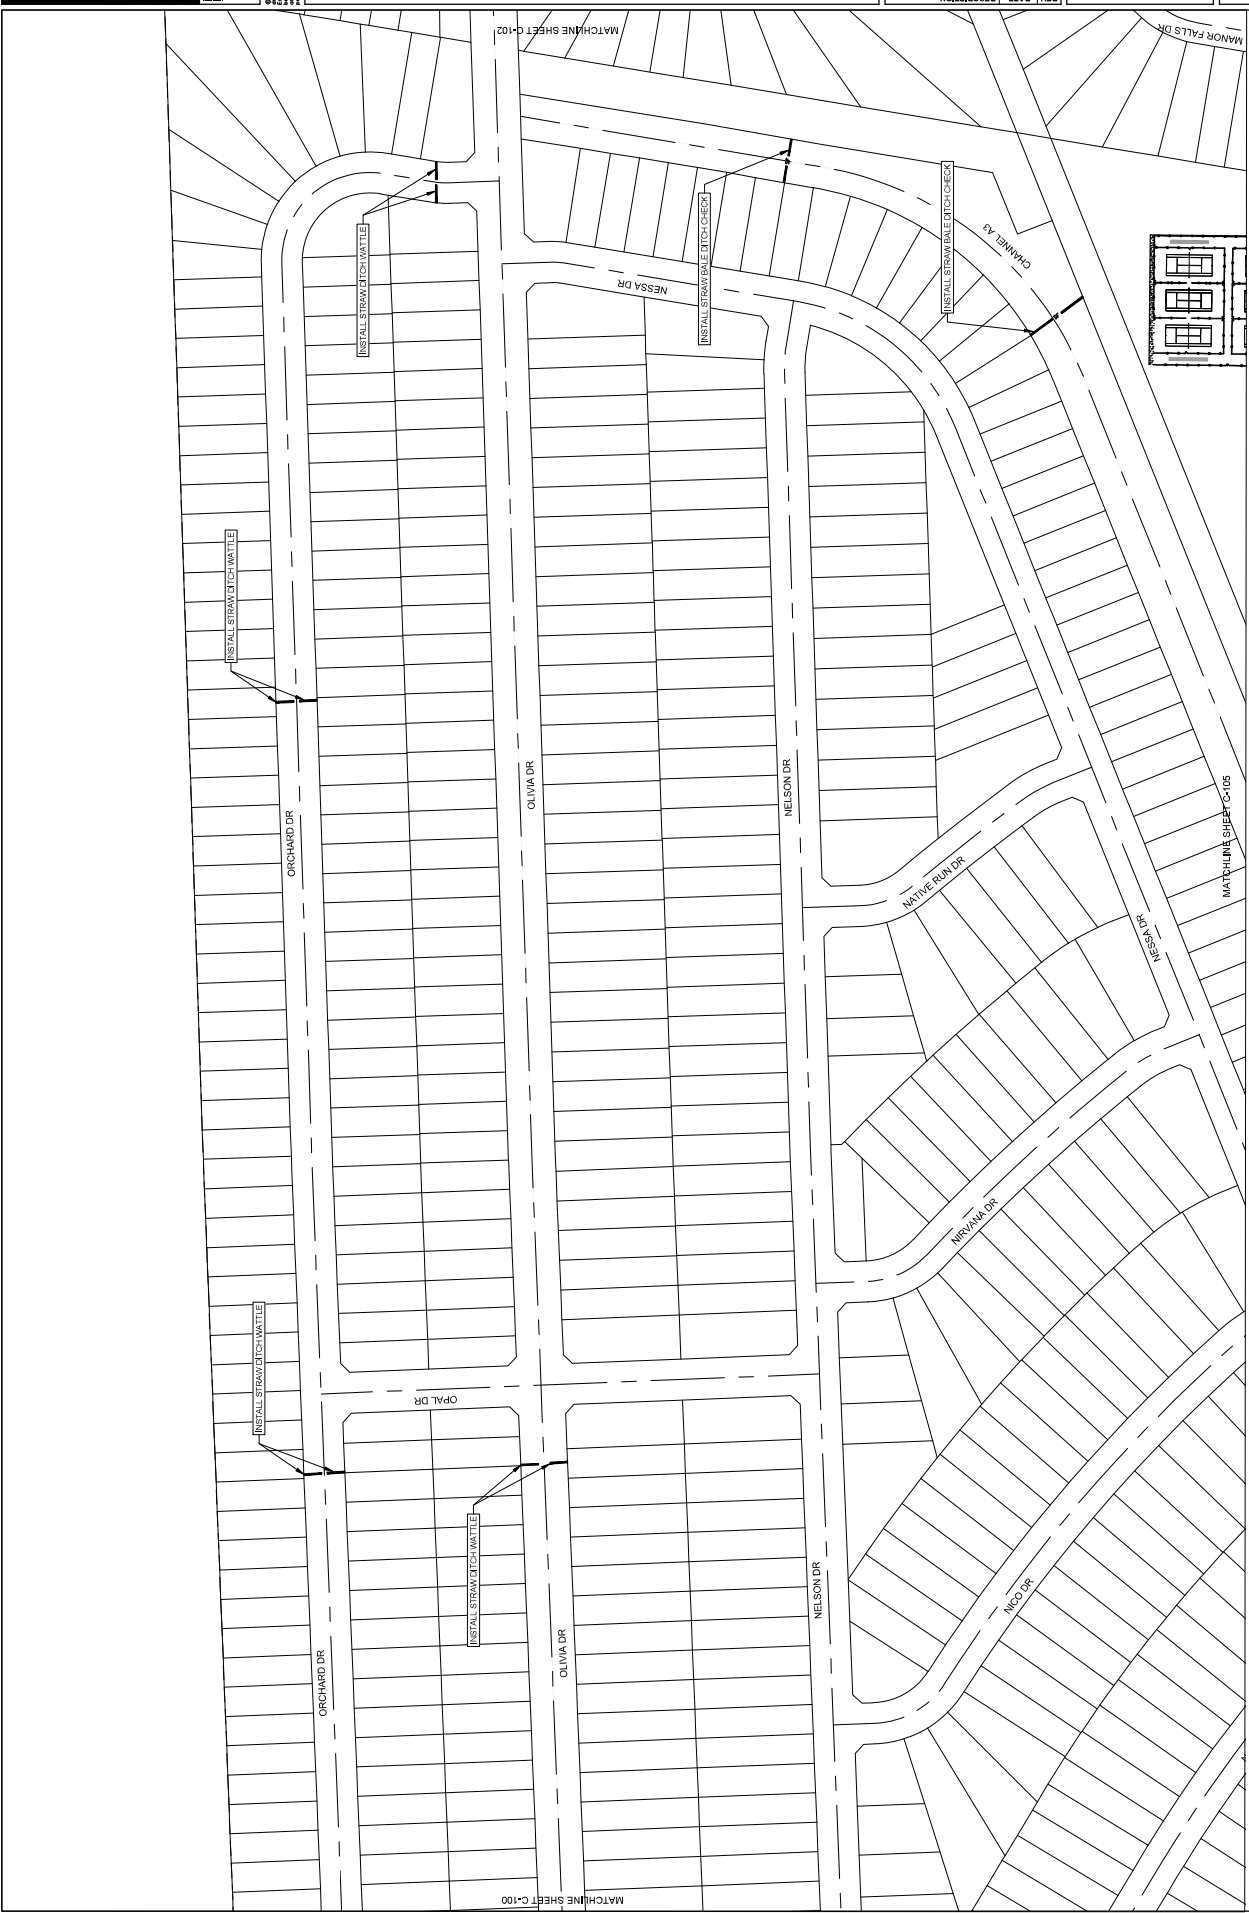 MATCHLINE SHEET C-102
MANOR FALLS DR
INSTALL STRAW DITCH WATTLE
INSTALL STRAW BALE DITCH CHECK
INSTALL STRAW BALE DITCH CHECK
CHANNEL A3
NESSA DR
INSTALL STRAW DITCH WATTLE
ORCHARD DR
OLIVIA DR
NELSON DR
NATIVE RUN DR
NESSA DR
MATCHLINE SHEET C-105
NIRVANA DR
INSTALL STRAW DITCH WATTLE
OPAL DR
INSTALL STRAW DITCH WATTLE
ORCHARD DR
OLIVIA DR
NELSON DR
NICO DR
MATCHLINE SHEET C-100